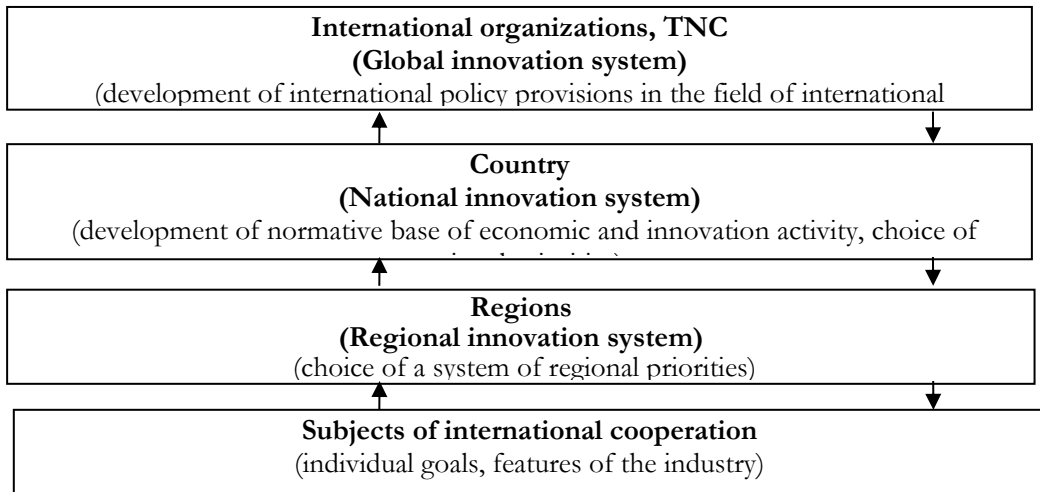 International organizations, TNC
(Global innovation system)
(development of international policy provisions in the field of international
Country
(National innovation system)
(development of normative base of economic and innovation activity, choice of
Regions
(Regional innovation system)
(choice of a system of regional priorities)
Subjects of international cooperation
(individual goals, features of the industry)